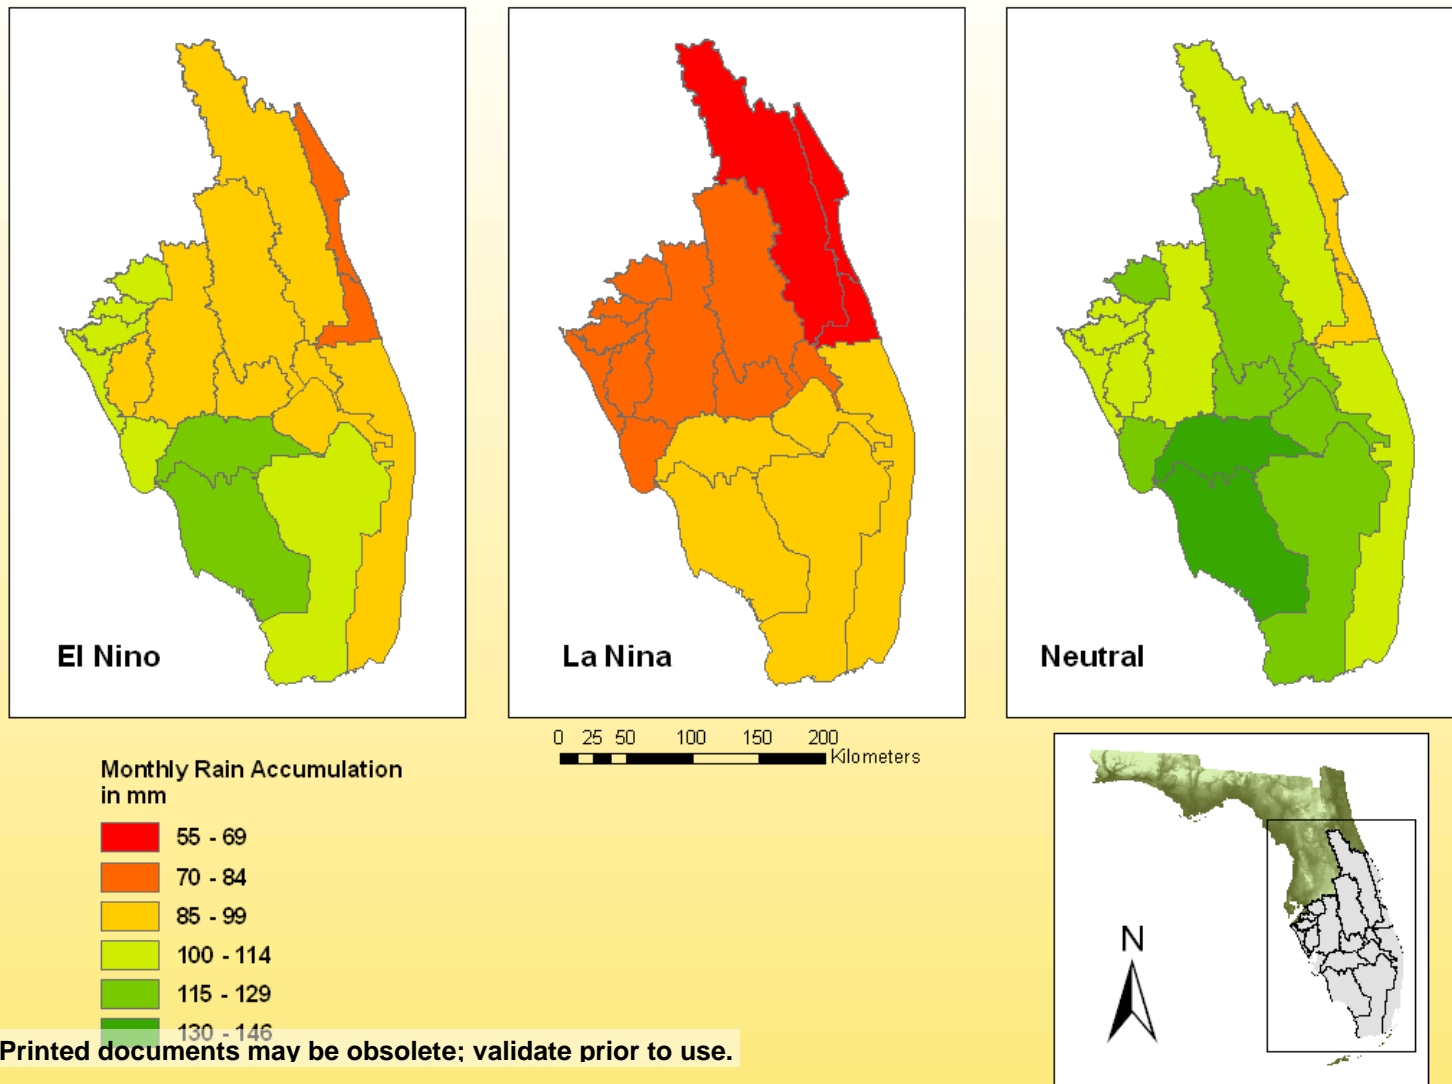 El Nino
La Nina
Neutral
0 25 50 100 150 200
Kilometers
Monthly Rain Accumulation
in mm
55 - 69
70 - 84
85 - 99
100 - 114
115 - 129
130 - 146
Printed documents may be obsolete; validate prior to use.
N